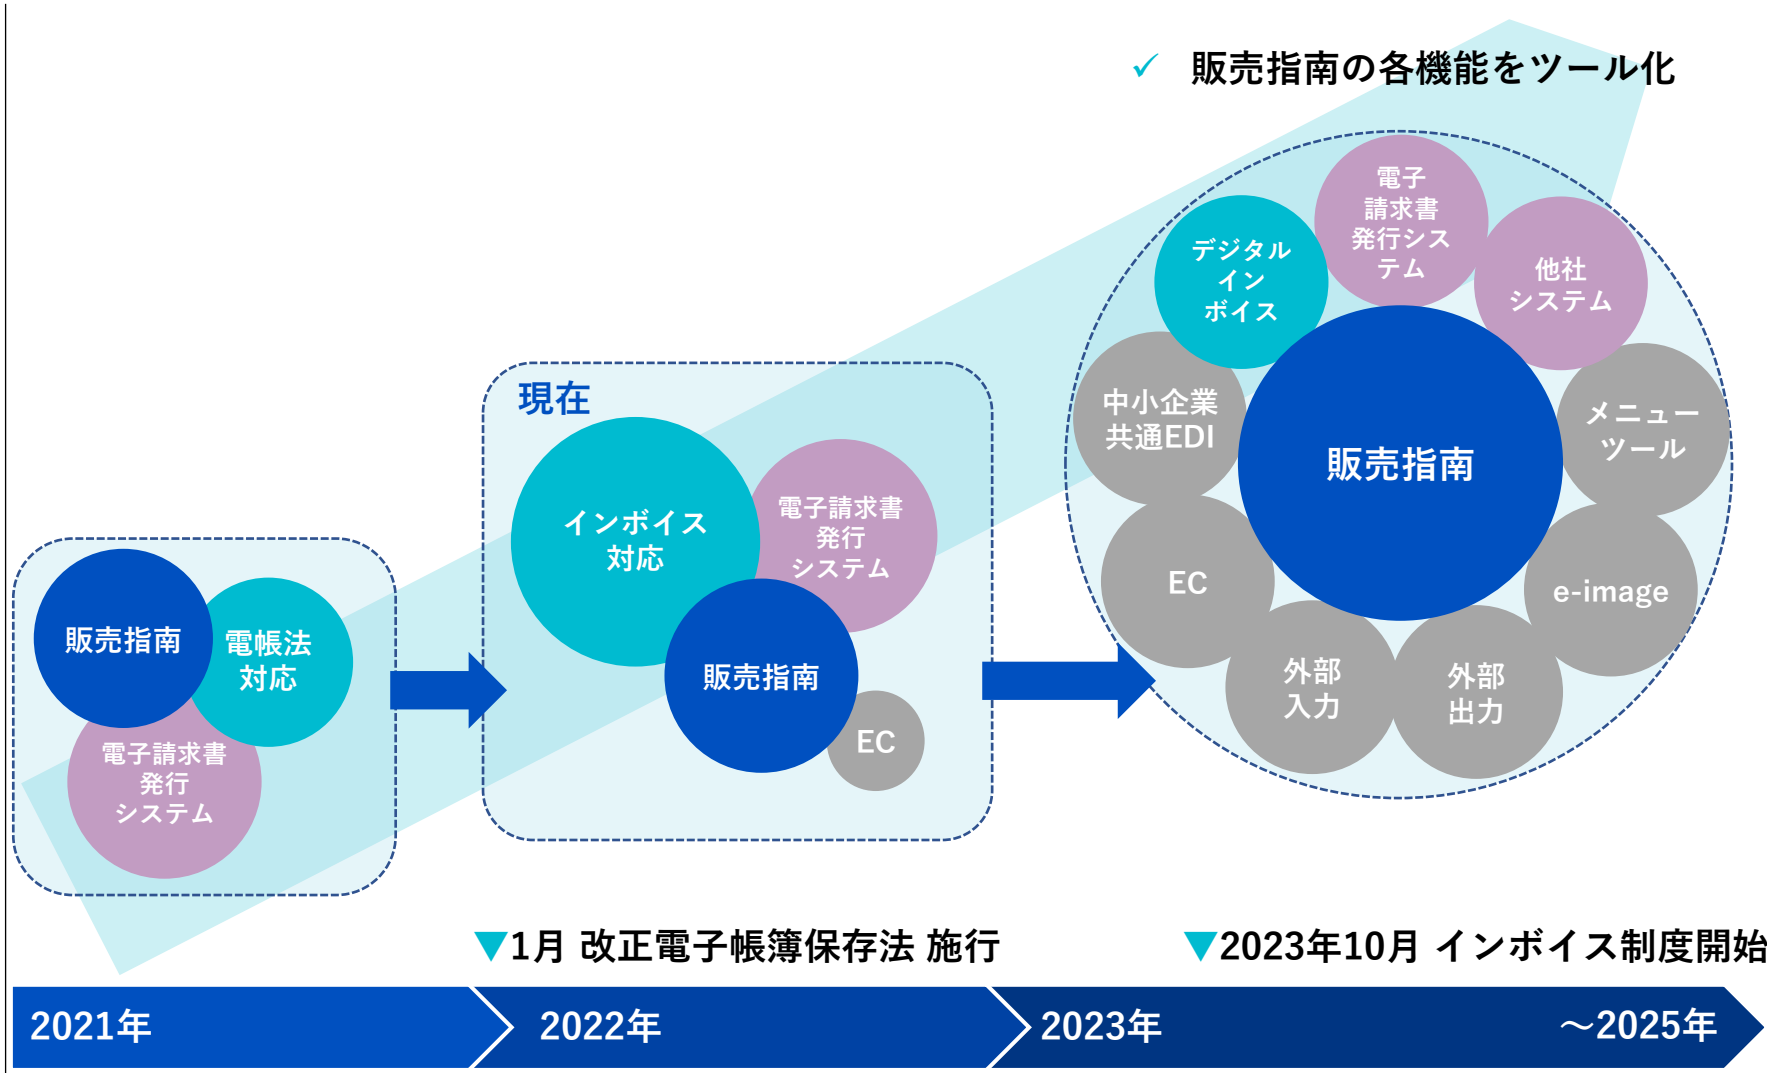 販売指南の各機能をツール化
電子
請求書
発行シス
テム
デジタル
イン
ボイス
他社
システム
中小企業
共通EDI
販売指南
メニュー
ツール
EC
e-image
外部
入力
外部
出力
現在
インボイス
対応
電子請求書
発行
システム
販売指南
EC
販売指南
電帳法
対応
電子請求書
発行
システム
▼1月 改正電子帳簿保存法 施行
▼2023年10月 インボイス制度開始
2021年
2022年
2023年
～2025年